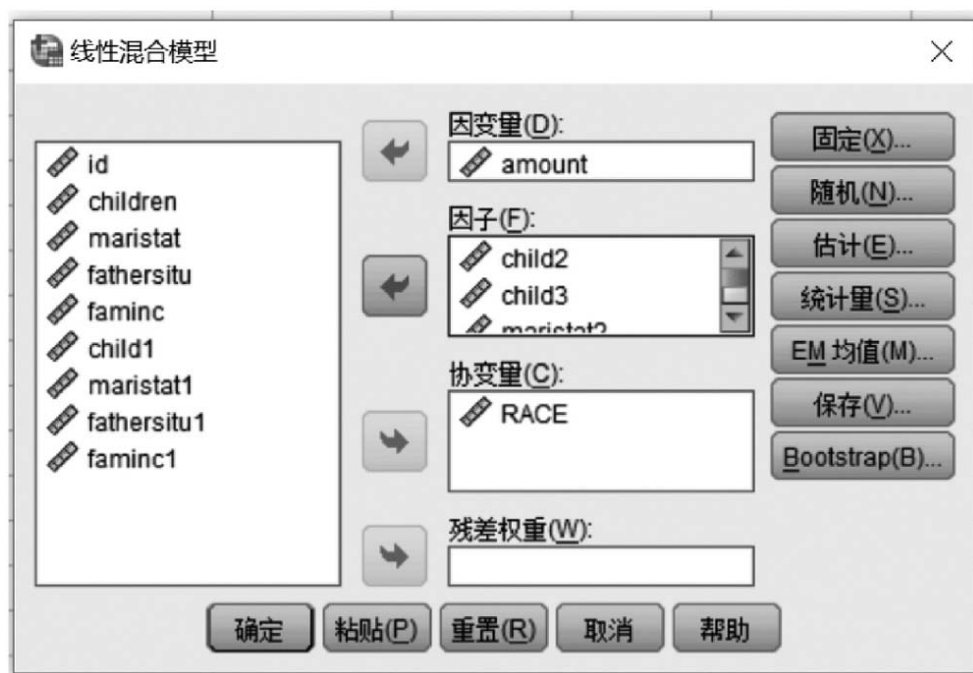 线性混合模型
id
children
maristat
fathersitu
faminc
child1
maristat1
fathersitu1
faminc1
因变量(D):
amount
因子(F):
child2
child3
maristat2
协变量(C):
RACE
残差权重(W):
固定(X)...
随机(N)...
估计(E)...
统计量(S)...
EM 均值(M)...
保存(V)...
Bootstrap(B)...
确定 粘贴(P) 重置(R) 取消 帮助